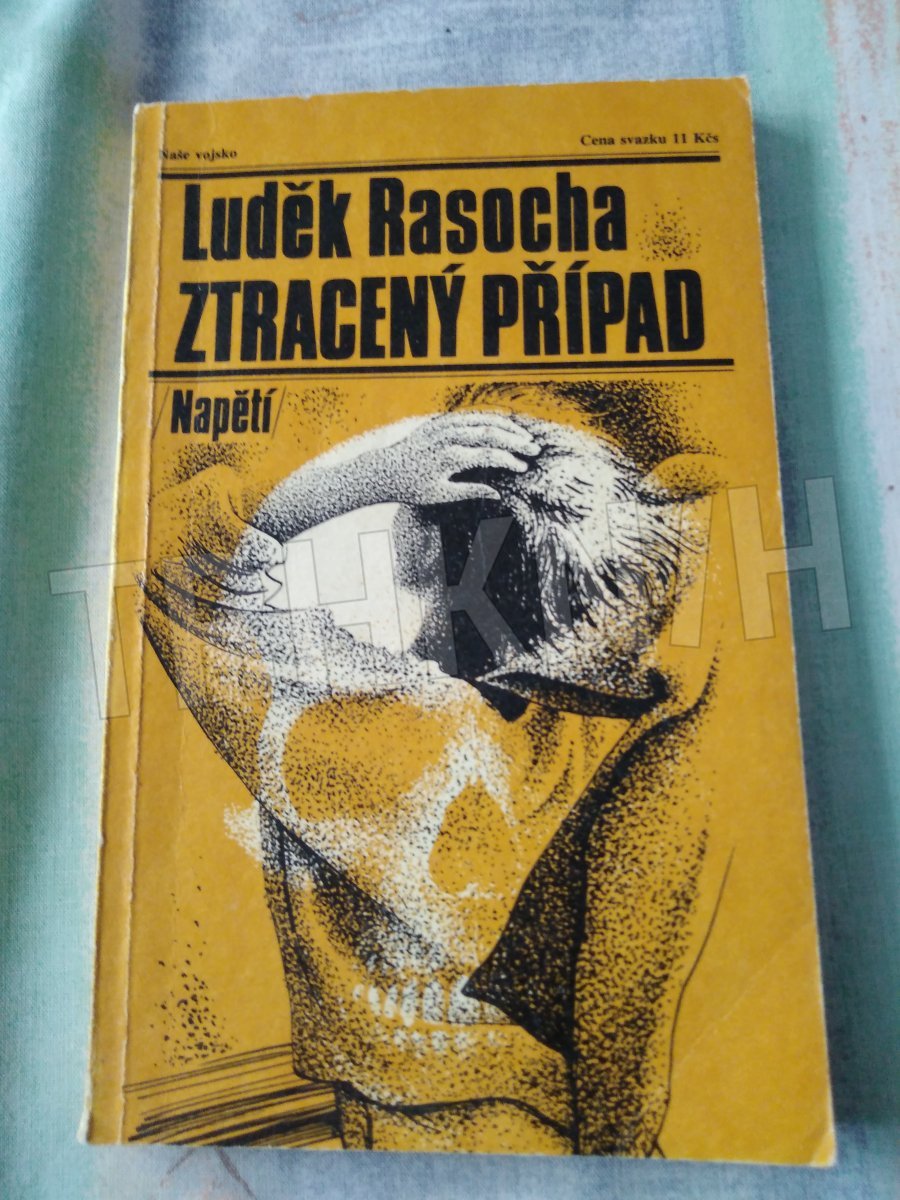 Naše vojsko
Cena svazku 11 Kčs
Luděk Rasocha
ZTRACENÝ PŘÍPAD
/Napětí/